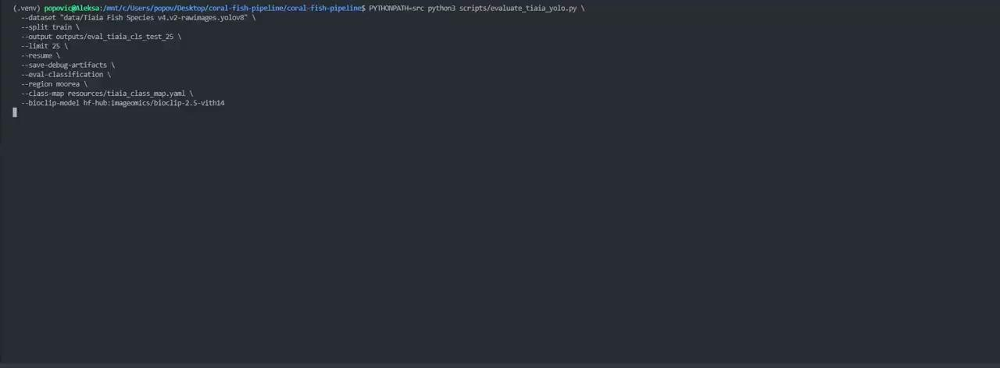 (.venv) popovic@Aleksa:/mnt/c/Users/popov/Desktop/coral-fish-pipeline/coral-fish-pipeline$ PYTHONPATH=src python3 scripts/evaluate_tiaia_yolo.py \
--dataset "data/Tiaia Fish Species v4.v2-rawimages.yolov8" \
--split train \
--output outputs/eval_tiaia_cls_test_25 \
--limit 25 \
--resume \
--save-debug-artifacts \
--eval-classification \
--region moorea \
--class-map resources/tiaia_class_map.yaml \
--bioclip-model hf-hub:imageomics/bioclip-2.5-vith14